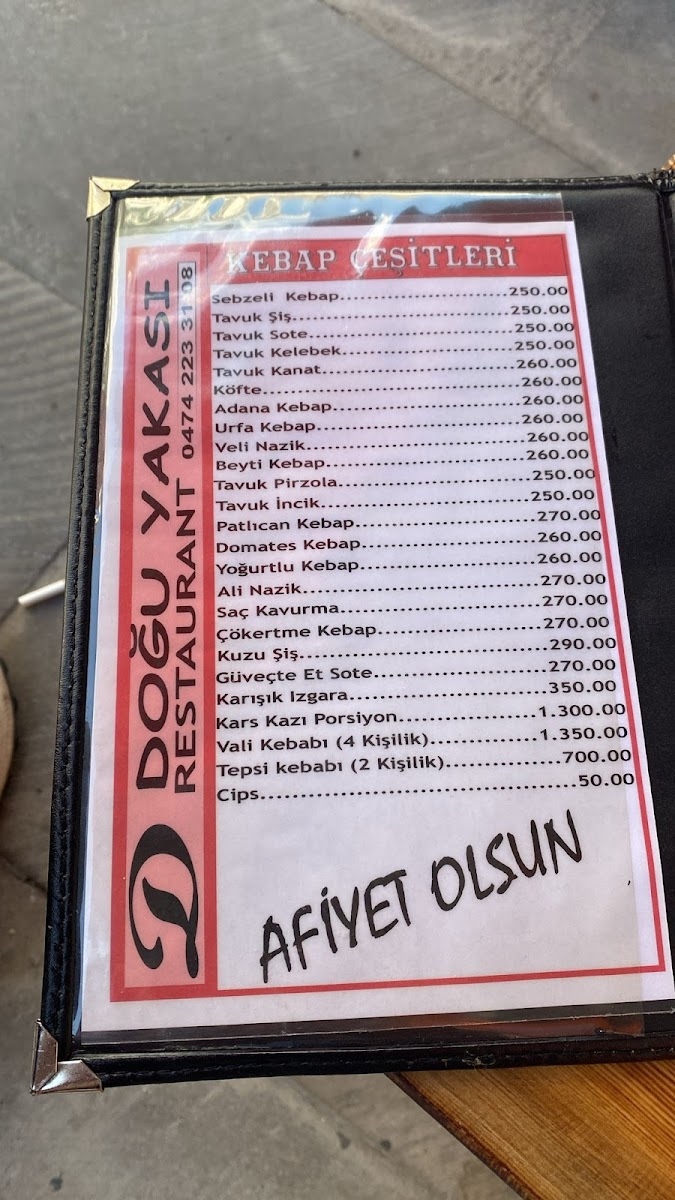 KEBAP ÇEŞİTLERİ
Sebzeli Kebap..........................250.00
Tavuk Şiş..........................250.00
Tavuk Sote..........................250.00
Tavuk Kelebek..........................250.00
Tavuk Kanat..........................260.00
Köfte..........................260.00
Adana Kebap..........................260.00
Urfa Kebap..........................260.00
Veli Nazik..........................260.00
Beyti Kebap..........................260.00
Tavuk Pirzola..........................250.00
Tavuk İncik..........................250.00
Patlıcan Kebap..........................270.00
Domates Kebap..........................260.00
Yoğurtlu Kebap..........................260.00
Ali Nazik..........................270.00
Saç Kavurma..........................270.00
Çökertme Kebap..........................270.00
Kuzu Şiş..........................290.00
Güveçte Et Sote..........................270.00
Karışık Izgara..........................350.00
Kars Kazı Porsiyon..................1.300.00
Vali Kebabı (4 Kişilik)..............1.350.00
Tepsi kebabı (2 Kişilik)..............700.00
Cips..........................50.00
AFİYET OLSUN
D DOĞU YAKASI
RESTAURANT 0474 223 31 08